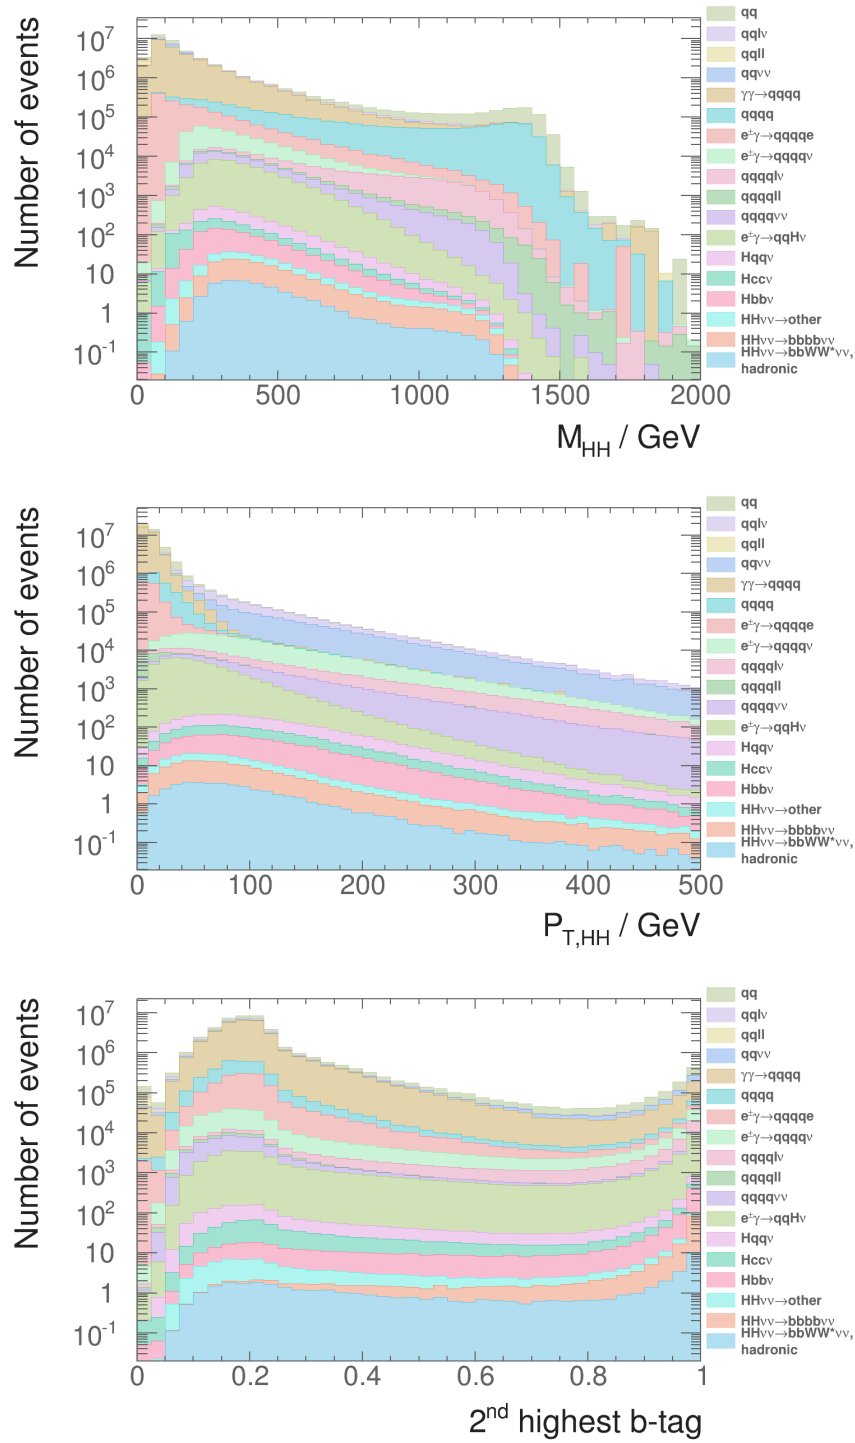 Number of events
10⁷
10⁶
10⁵
10⁴
10³
10²
10
1
10⁻¹
0 500 1000 1500 2000
M_HH / GeV
qq
qqlν
qqll
qqνν
γγ→qqqq
qqqq
e±γ→qqqqe
e±γ→qqqqν
qqqqlν
qqqqll
qqqqνν
e±γ→qqHν
Hqqν
Hccν
Hbbν
HHνν→other
HHνν→bbbbνν
HHνν→bbWW*νν,
hadronic
Number of events
10⁷
10⁶
10⁵
10⁴
10³
10²
10
1
10⁻¹
0 100 200 300 400 500
P_T,HH / GeV
qq
qqlν
qqll
qqνν
γγ→qqqq
qqqq
e±γ→qqqqe
e±γ→qqqqν
qqqqlν
qqqqll
qqqqνν
e±γ→qqHν
Hqqν
Hccν
Hbbν
HHνν→other
HHνν→bbbbνν
HHνν→bbWW*νν,
hadronic
Number of events
10⁷
10⁶
10⁵
10⁴
10³
10²
10
1
10⁻¹
0 0.2 0.4 0.6 0.8 1
2nd highest b-tag
qq
qqlν
qqll
qqνν
γγ→qqqq
qqqq
e±γ→qqqqe
e±γ→qqqqν
qqqqlν
qqqqll
qqqqνν
e±γ→qqHν
Hqqν
Hccν
Hbbν
HHνν→other
HHνν→bbbbνν
HHνν→bbWW*νν,
hadronic